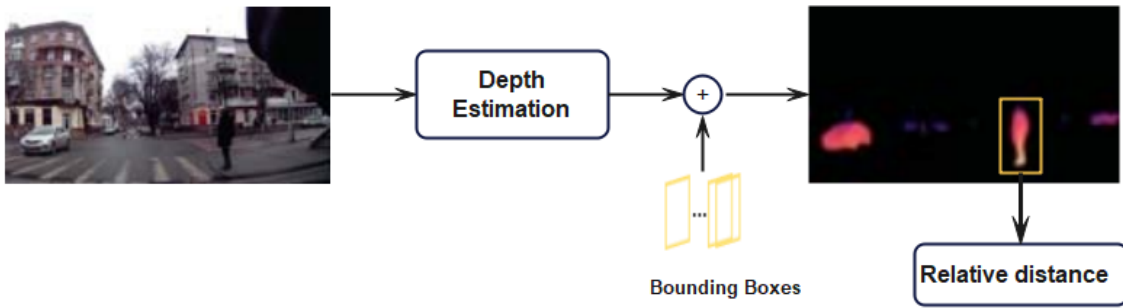 Depth
Estimation
+
...
Bounding Boxes
Relative distance